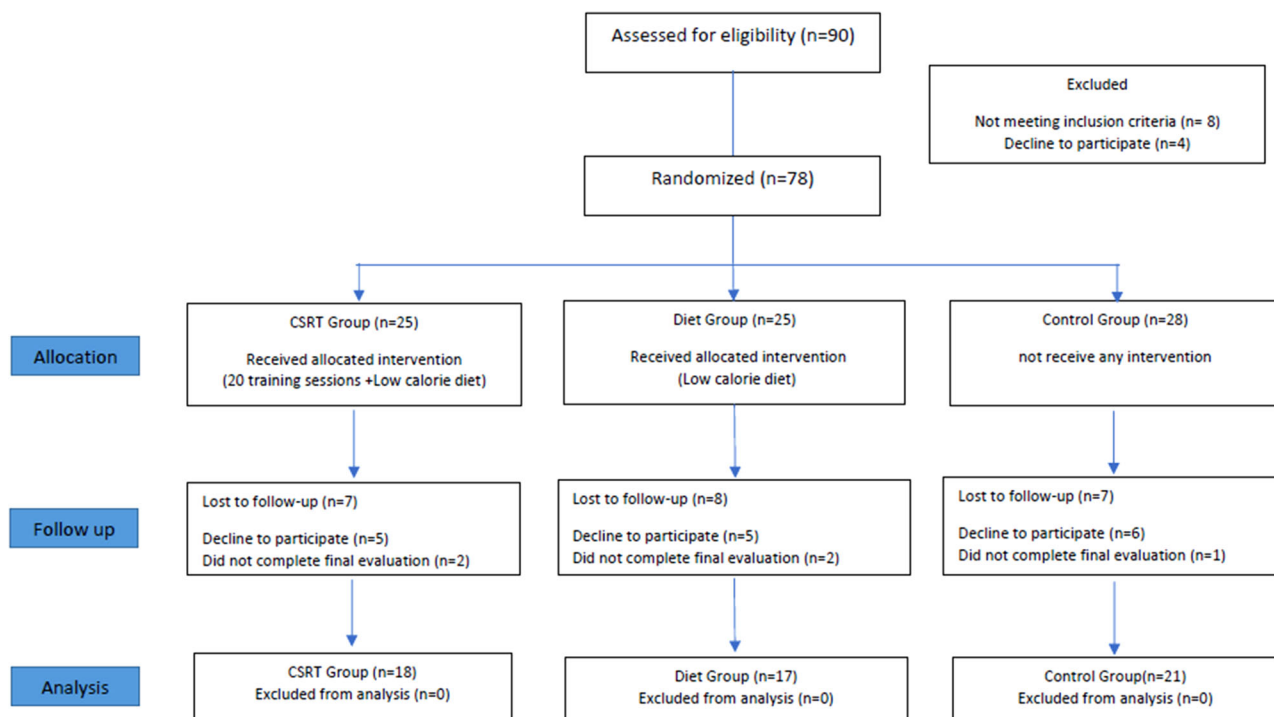 Assessed for eligibility (n=90)
Excluded
Not meeting inclusion criteria (n= 8)
Decline to participate (n=4)
Randomized (n=78)
Allocation
CSRT Group (n=25)
Received allocated intervention
(20 training sessions +Low calorie diet)
Diet Group (n=25)
Received allocated intervention
(Low calorie diet)
Control Group (n=28)
not receive any intervention
Follow up
Lost to follow-up (n=7)
Decline to participate (n=5)
Did not complete final evaluation (n=2)
Lost to follow-up (n=8)
Decline to participate (n=5)
Did not complete final evaluation (n=2)
Lost to follow-up (n=7)
Decline to participate (n=6)
Did not complete final evaluation (n=1)
Analysis
CSRT Group (n=18)
Excluded from analysis (n=0)
Diet Group (n=17)
Excluded from analysis (n=0)
Control Group(n=21)
Excluded from analysis (n=0)